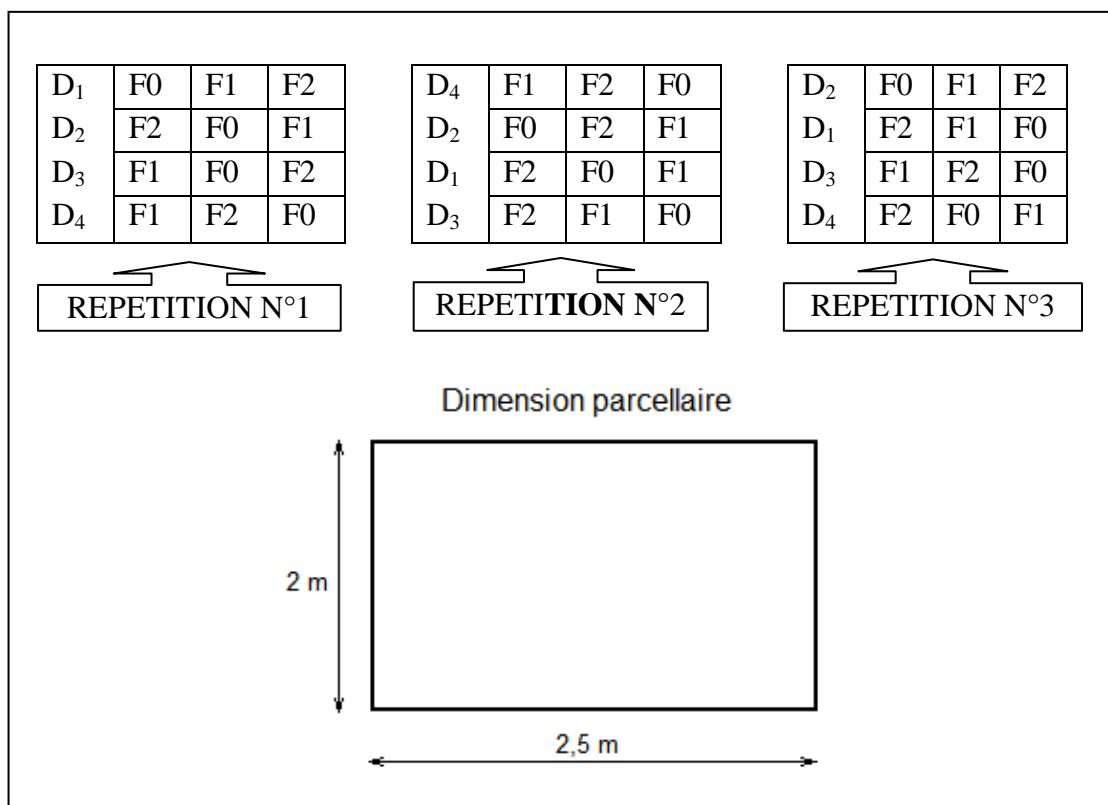 D₁ F0 F1 F2
D₂ F2 F0 F1
D₃ F1 F0 F2
D₄ F1 F2 F0
REPETITION N°1
D₄ F1 F2 F0
D₂ F0 F2 F1
D₁ F2 F0 F1
D₃ F2 F1 F0
REPETITION N°2
D₂ F0 F1 F2
D₁ F2 F1 F0
D₃ F1 F2 F0
D₄ F2 F0 F1
REPETITION N°3
Dimension parcellaire
2 m
2,5 m